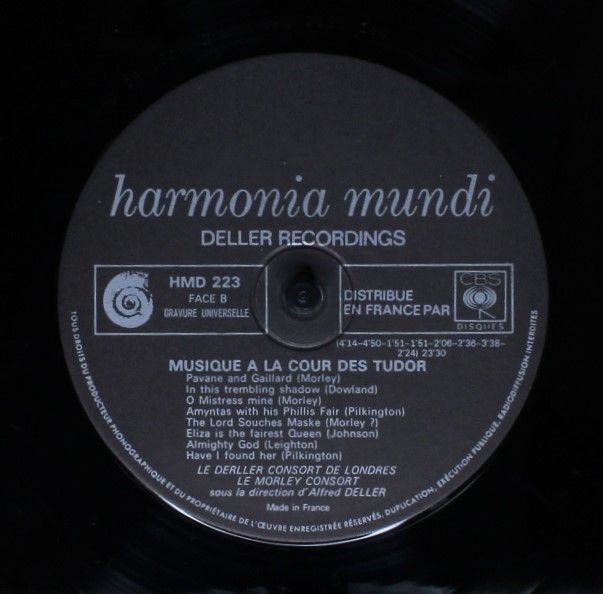 harmonia mundi
DELLER RECORDINGS
HMD 223
FACE B
GRAVURE UNIVERSELLE
DISTRIBUE
EN FRANCE PAR
CBS
DISQUES
(4'14–4'50–1'51–1'51–2'06–2'36–3'38–
2'24) 23'30
MUSIQUE A LA COUR DES TUDOR
Pavane and Gaillard (Morley)
In this trembling shadow (Dowland)
O Mistress mine (Morley)
Amyntas with his Phillis Fair (Pilkington)
The Lord Souches Maske (Morley ?)
Eliza is the fairest Queen (Johnson)
Almighty God (Leighton)
Have I found her (Pilkington)
LE DERLLER CONSORT DE LONDRES
LE MORLEY CONSORT
sous la direction d'Alfred DELLER
Made in France
TOUS DROITS DU PRODUCTEUR PHONOGRAPHIQUE ET DU PROPRIÉTAIRE DE L'ŒUVRE ENREGISTRÉE RÉSERVÉS. DUPLICATION, EXÉCUTION PUBLIQUE, RADIODIFFUSION INTERDITES